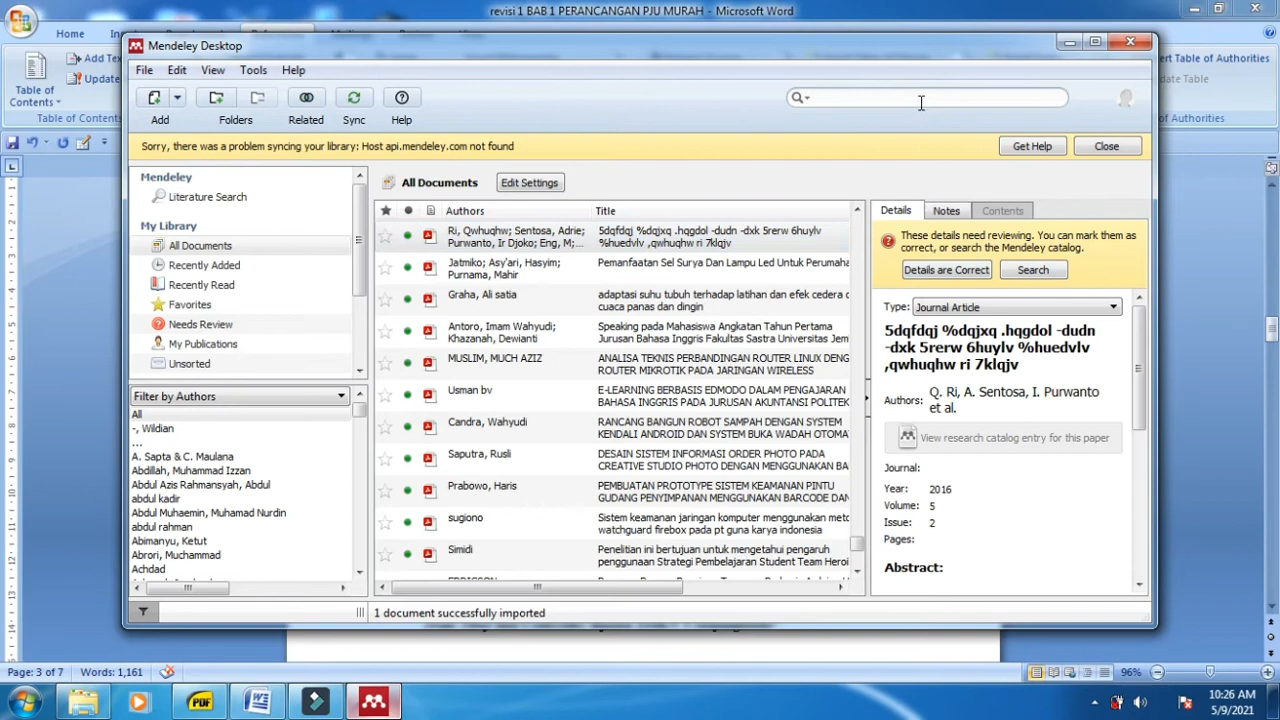 revisi 1 BAB 1 PERANCANGAN PJU MURAH - Microsoft Word
Home
Mendeley Desktop
File Edit View Tools Help
Add Folders Related Sync Help
Sorry, there was a problem syncing your library: Host api.mendeley.com not found
Get Help
Close
Add Te
Update
Table of
Contents
Table of Contents
ert Table of Authorities
date Table
of Authorities
Mendeley
Literature Search
My Library
All Documents
Recently Added
Recently Read
Favorites
Needs Review
My Publications
Unsorted
Filter by Authors
All
-, Wildian
...
A. Sapta & C. Maulana
Abdillah, Muhammad Izzan
Abdul Azis Rahmansyah, Abdul
abdul kadir
Abdul Muhaemin, Muhamad Nurdin
abdul rahman
Abimanyu, Ketut
Abrori, Muchammad
Achdad
All Documents
Edit Settings
Authors Title
Ri, Qwhuqhw; Sentosa, Adrie; 5dqfdqj %dqjxq .hqgdol -dudn -dxk 5rerw 6huylv
Purwanto, Ir Djoko; Eng, M;... %huedvlv ,qwhuqhw ri 7klqjv
Jatmiko; Asy'ari, Hasyim; Pemanfaatan Sel Surya Dan Lampu Led Untuk Perumaha
Purnama, Mahir
Graha, Ali satia adaptasi suhu tubuh terhadap latihan dan efek cedera c
cuaca panas dan dingin
Antoro, Imam Wahyudi; Speaking pada Mahasiswa Angkatan Tahun Pertama
Khazanah, Dewianti Jurusan Bahasa Inggris Fakultas Sastra Universitas Jem
MUSLIM, MUCH AZIZ ANALISA TEKNIS PERBANDINGAN ROUTER LINUX DENG
ROUTER MIKROTIK PADA JARINGAN WIRELESS
Usman bv E-LEARNING BERBASIS EDMODO DALAM PENGAJARAN
BAHASA INGGRIS PADA JURUSAN AKUNTANSI POLITEK
Candra, Wahyudi RANCANG BANGUN ROBOT SAMPAH DENGAN SYSTEM
KENDALI ANDROID DAN SYSTEM BUKA WADAH OTOMA
Saputra, Rusli DESAIN SISTEM INFORMASI ORDER PHOTO PADA
CREATIVE STUDIO PHOTO DENGAN MENGGUNAKAN BA
Prabowo, Haris PEMBUATAN PROTOTYPE SISTEM KEAMANAN PINTU
GUDANG PENYIMPANAN MENGGUNAKAN BARCODE DAN
sugiono Sistem keamanan jaringan komputer menggunakan meto
watchguard firebox pada pt guna karya indonesia
Simidi Penelitian ini bertujuan untuk mengetahui pengaruh
penggunaan Strategi Pembelajaran Student Team Heroi
1 document successfully imported
Details Notes Contents
These details need reviewing. You can mark them as
correct, or search the Mendeley catalog.
Details are Correct
Search
Type: Journal Article
5dqfdqj %dqjxq .hqgdol -dudn
-dxk 5rerw 6huylv %huedvlv
,qwhuqhw ri 7klqjv
Authors: Q. Ri, A. Sentosa, I. Purwanto
et al.
View research catalog entry for this paper
Journal:
Year: 2016
Volume: 5
Issue: 2
Pages:
Abstract:
Page: 3 of 7 Words: 1,161
96%
PDF
10:26 AM
5/9/2021